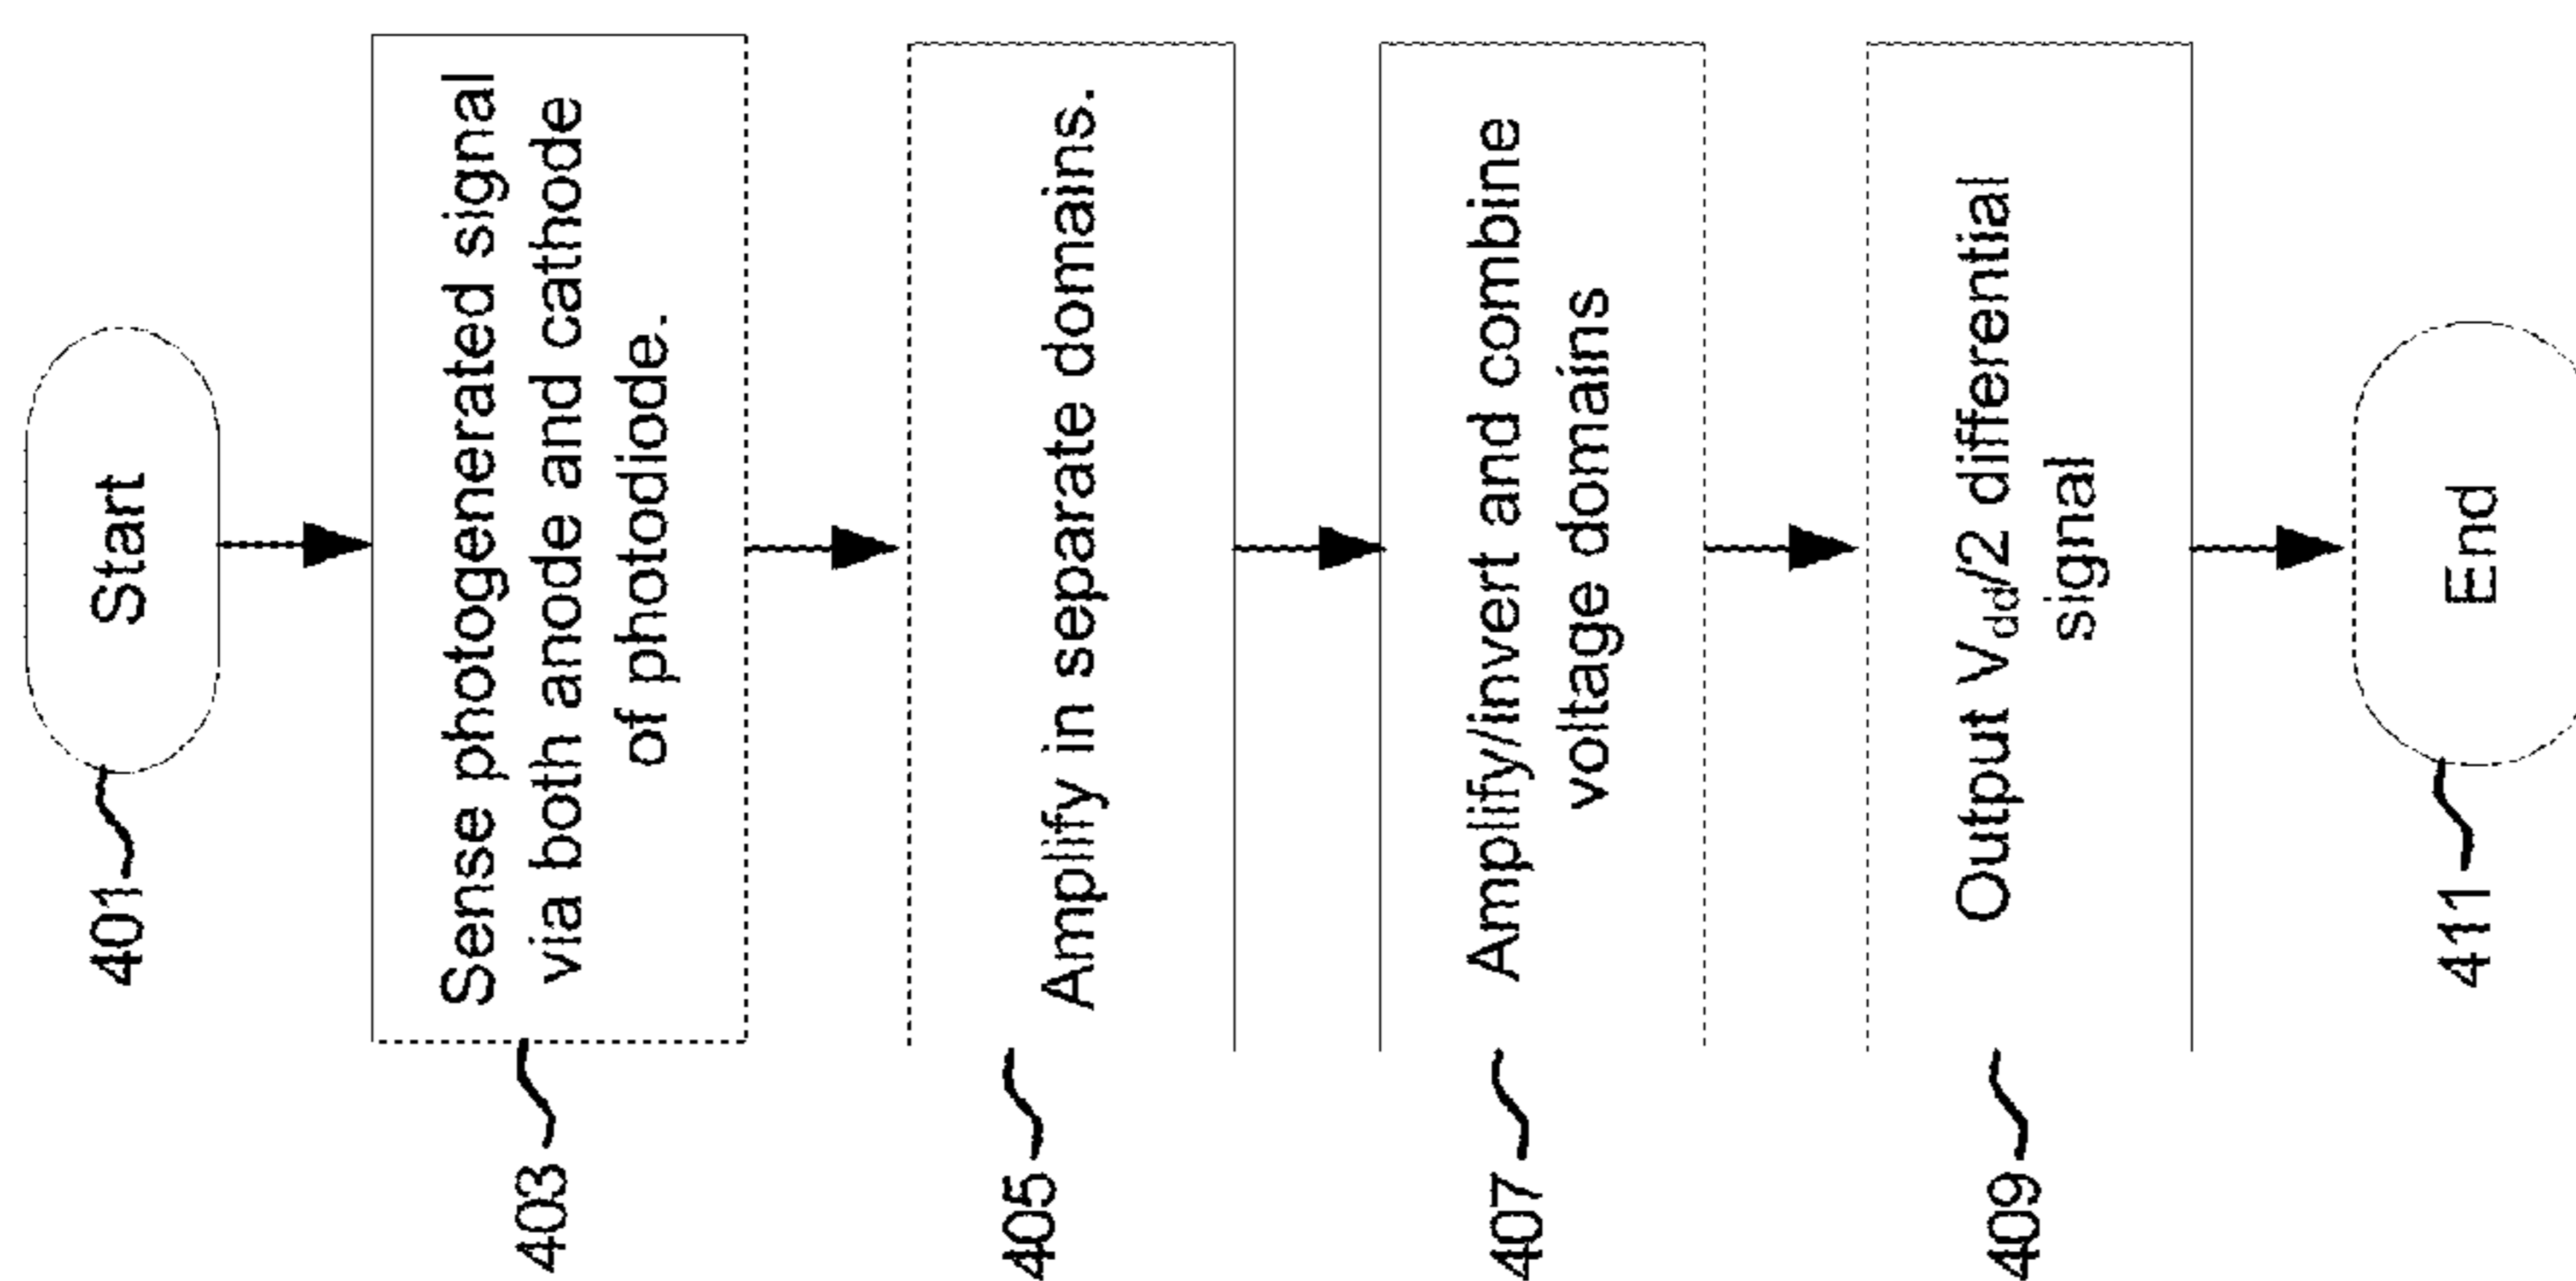 401
Start
403
Sense photogenerated signal
via both anode and cathode
of photodiode.
405
Amplify in separate domains.
407
Amplify/invert and combine
voltage domains
409
Output Vdd/2 differential
signal
411
End